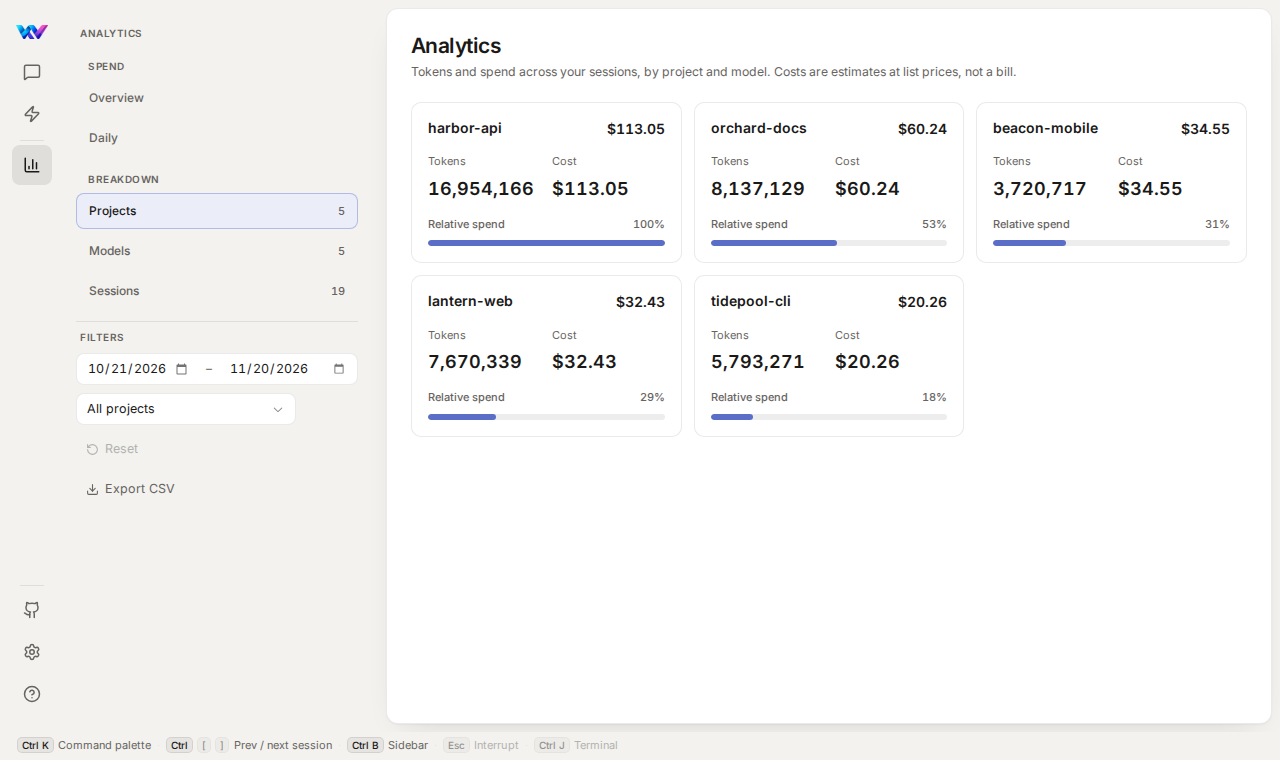 ANALYTICS
SPEND
Overview
Daily
BREAKDOWN
Projects 5
Models 5
Sessions 19
FILTERS
10/21/2026 – 11/20/2026
All projects
Reset
Export CSV
Analytics
Tokens and spend across your sessions, by project and model. Costs are estimates at list prices, not a bill.
harbor-api $113.05
Tokens Cost
16,954,166 $113.05
Relative spend 100%
orchard-docs $60.24
Tokens Cost
8,137,129 $60.24
Relative spend 53%
beacon-mobile $34.55
Tokens Cost
3,720,717 $34.55
Relative spend 31%
lantern-web $32.43
Tokens Cost
7,670,339 $32.43
Relative spend 29%
tidepool-cli $20.26
Tokens Cost
5,793,271 $20.26
Relative spend 18%
Ctrl K Command palette Ctrl [ ] Prev / next session Ctrl B Sidebar Esc Interrupt Ctrl J Terminal